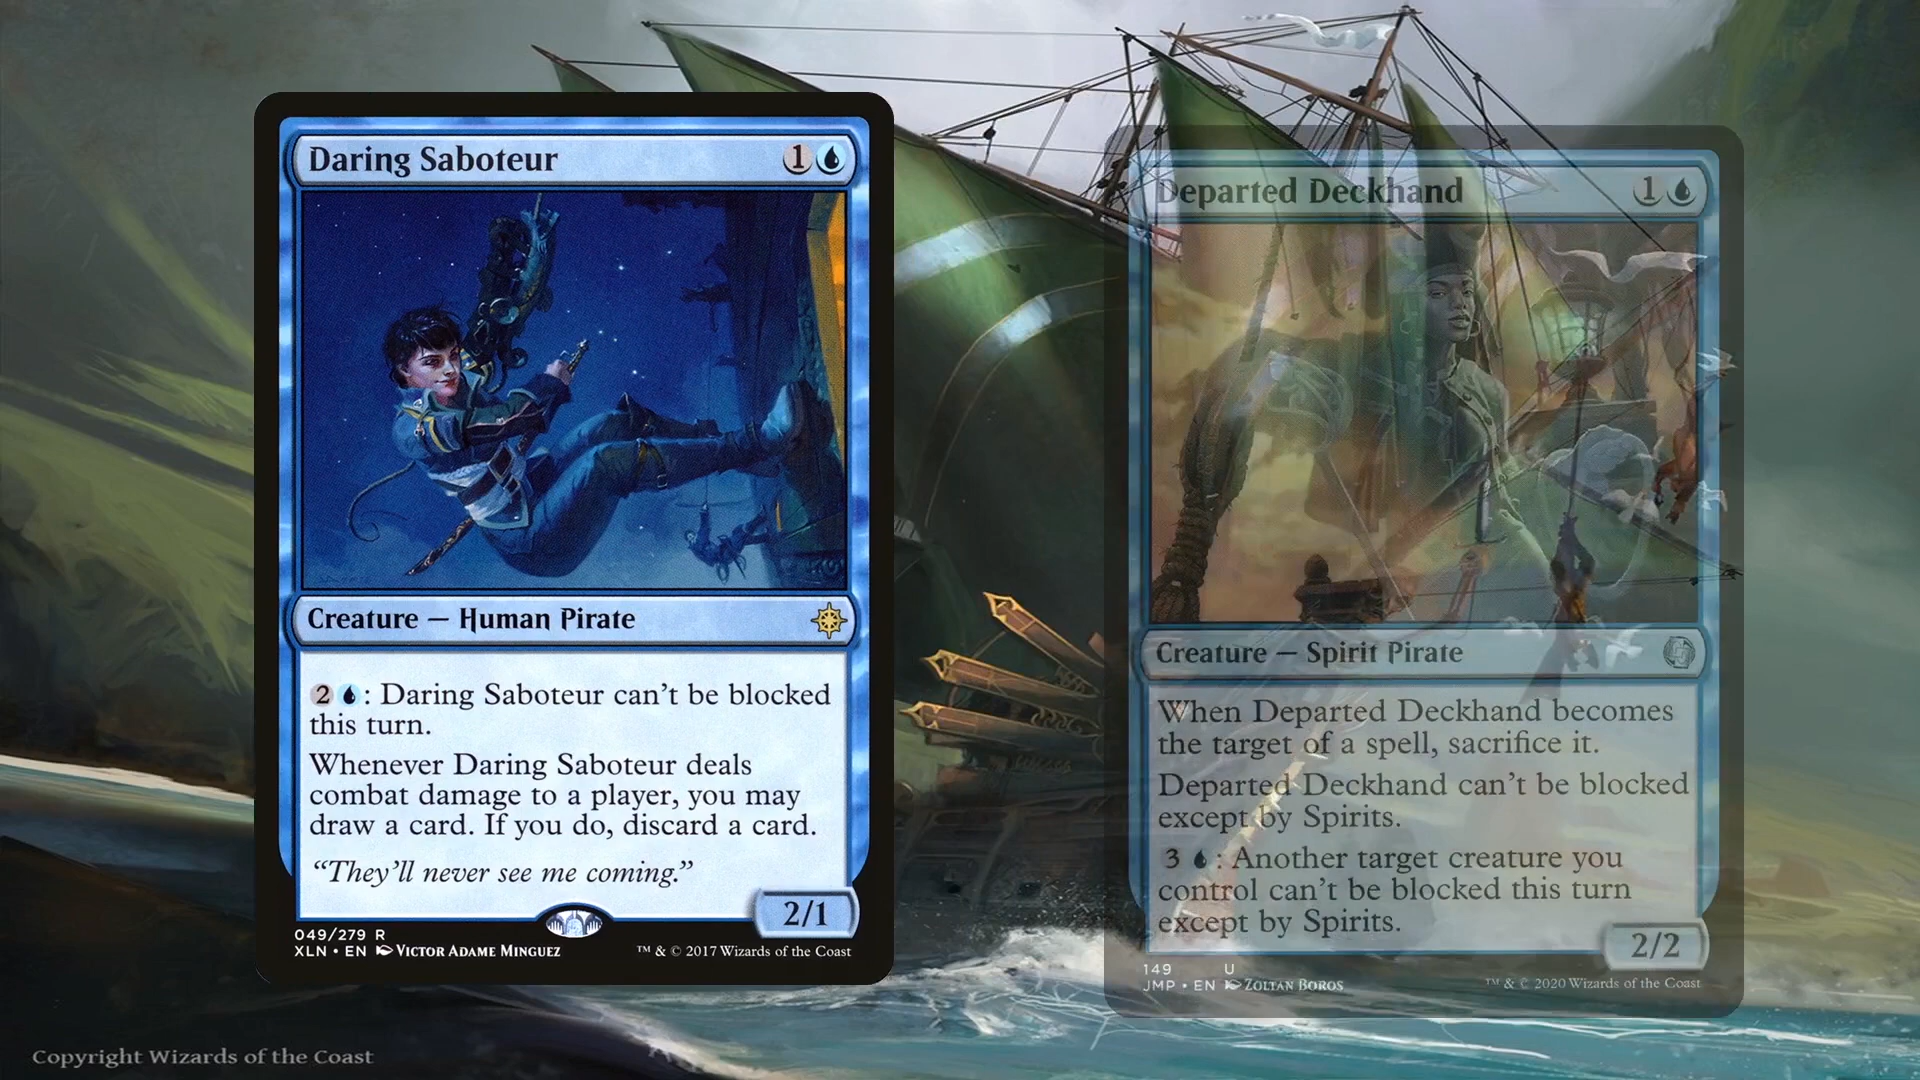 Daring Saboteur 1
Creature — Human Pirate
2 : Daring Saboteur can't be blocked
this turn.
Whenever Daring Saboteur deals
combat damage to a player, you may
draw a card. If you do, discard a card.
“They'll never see me coming.”
2/1
049/279 R
XLN • EN Victor Adame Minguez ™ & © 2017 Wizards of the Coast
Departed Deckhand 1
Creature — Spirit Pirate
When Departed Deckhand becomes
the target of a spell, sacrifice it.
Departed Deckhand can't be blocked
except by Spirits.
3 : Another target creature you
control can't be blocked this turn
except by Spirits.
2/2
149 U
JMP • EN Zoltan Boros ™ & © 2020 Wizards of the Coast
Copyright Wizards of the Coast